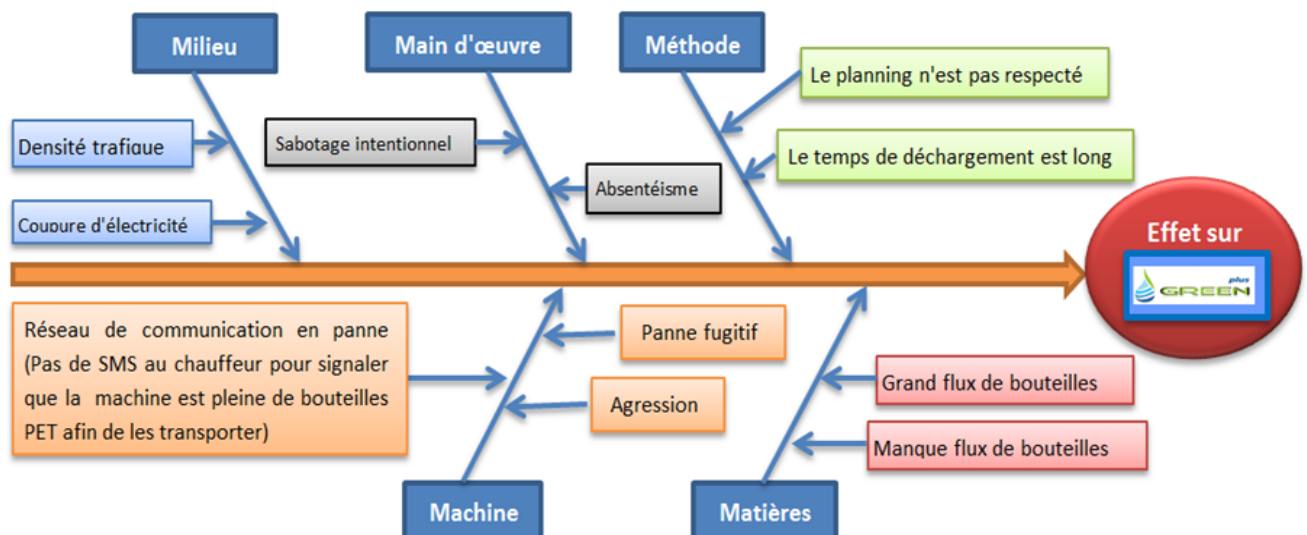 Milieu
Main d'œuvre
Méthode
Le planning n'est pas respecté
Densité trafique
Sabotage intentionnel
Le temps de déchargement est long
Absentéisme
Coupure d'électricité
Effet sur
plus
GREEN
Réseau de communication en panne
(Pas de SMS au chauffeur pour signaler
que la machine est pleine de bouteilles
PET afin de les transporter)
Panne fugitif
Agression
Grand flux de bouteilles
Manque flux de bouteilles
Machine
Matières